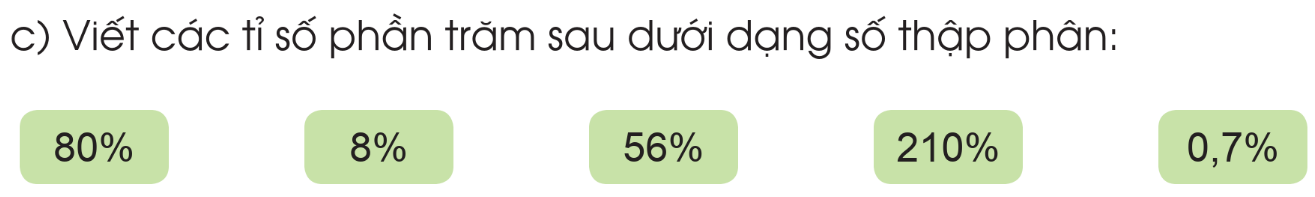 c) Viết các tỉ số phần trăm sau dưới dạng số thập phân:
80% 8% 56% 210% 0,7%